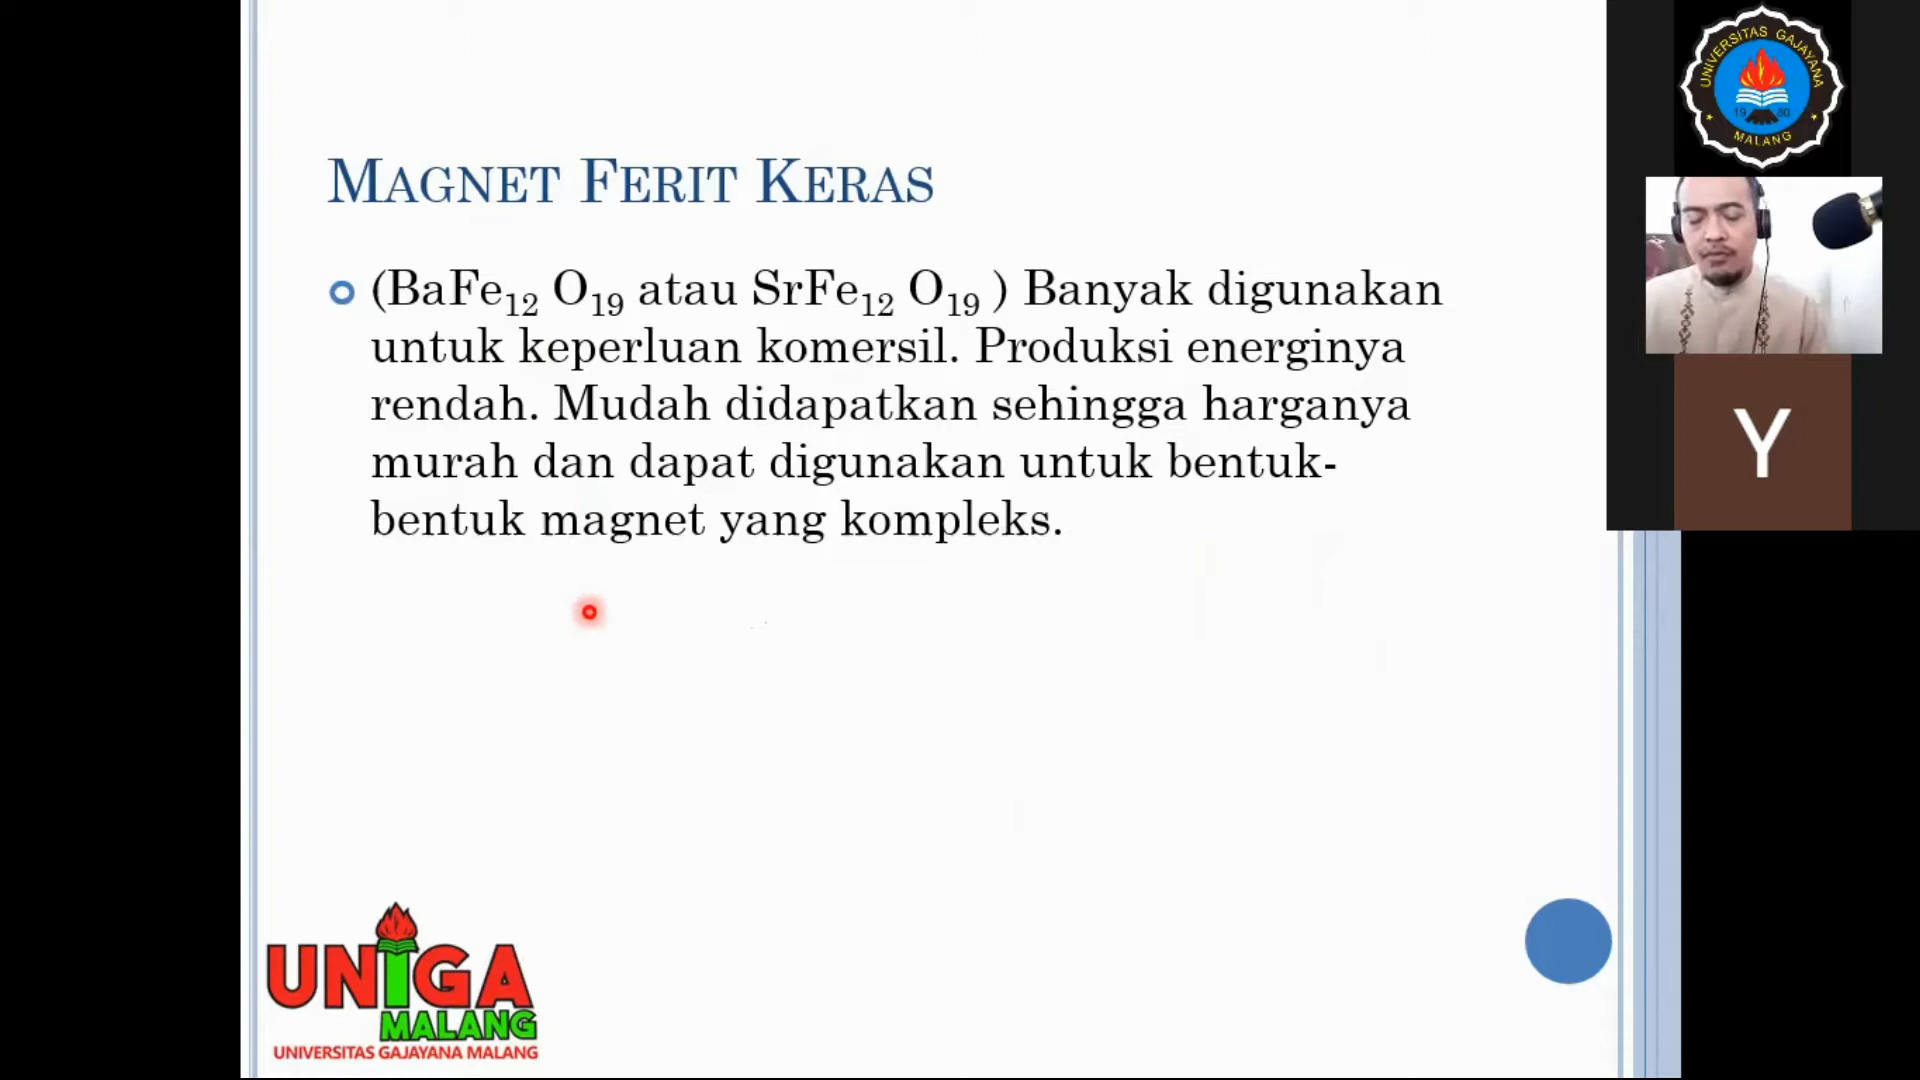 MAGNET FERIT KERAS
(BaFe₁₂ O₁₉ atau SrFe₁₂ O₁₉ ) Banyak digunakan
untuk keperluan komersil. Produksi energinya
rendah. Mudah didapatkan sehingga harganya
murah dan dapat digunakan untuk bentuk-
bentuk magnet yang kompleks.
UNIVERSITAS GAJAYANA
1980
MALANG
Y
UNIGA
MALANG
UNIVERSITAS GAJAYANA MALANG